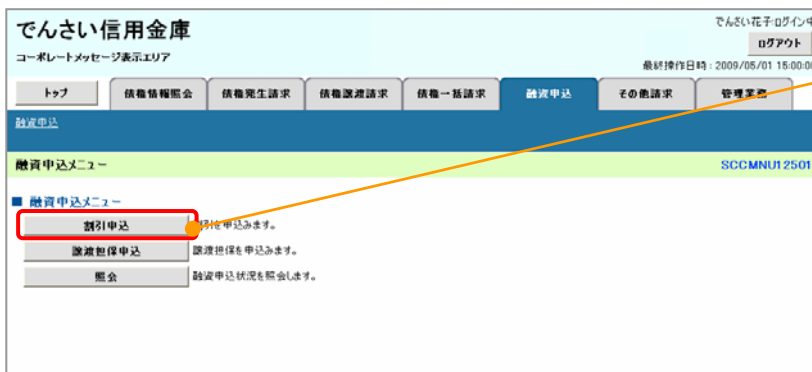 でんさい信用金庫
コーポレートメッセージ表示エリア
でんさい花子:ログイン中
ログアウト
最終操作日時：2009/05/01 15:00:00
トップ 債権情報照会 債権発生請求 債権譲渡請求 債権一括請求 融資申込 その他請求 管理業務
融資申込
融資申込メニュー SCCMNU12501
■ 融資申込メニュー
割引申込 割引を申込みます。
譲渡担保申込 譲渡担保を申込みます。
照会 融資申込状況を照会します。